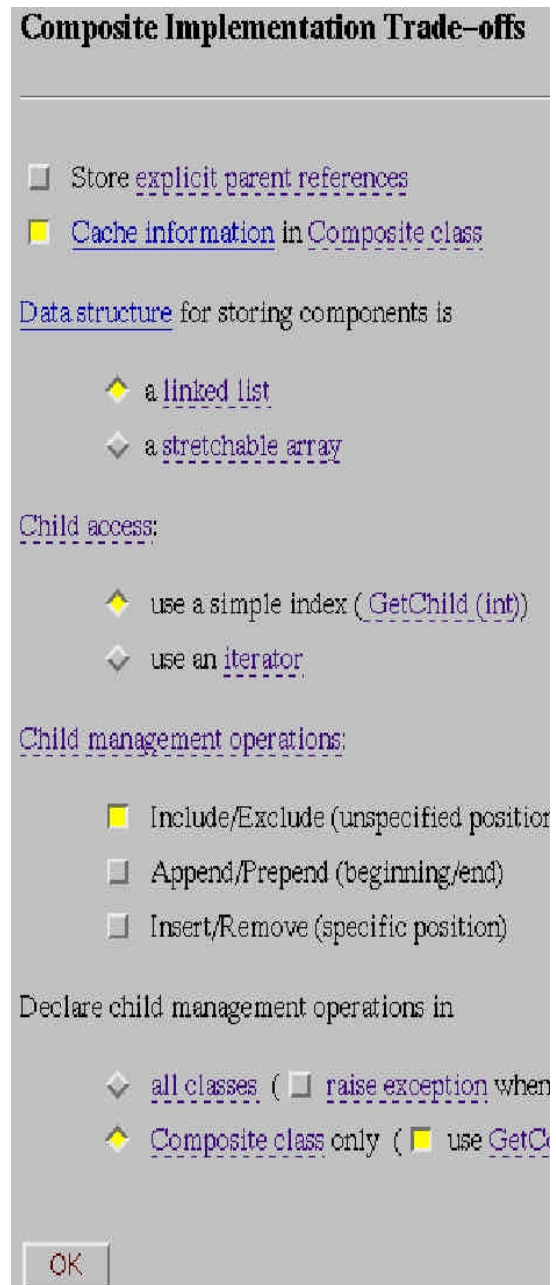 Composite Implementation Trade-offs
Store explicit parent references
Cache information in Composite class
Data structure for storing components is
a linked list
a stretchable array
Child access:
use a simple index ( GetChild (int))
use an iterator
Child management operations:
Include/Exclude (unspecified position
Append/Prepend (beginning/end)
Insert/Remove (specific position)
Declare child management operations in
all classes ( raise exception when
Composite class only ( use
OK